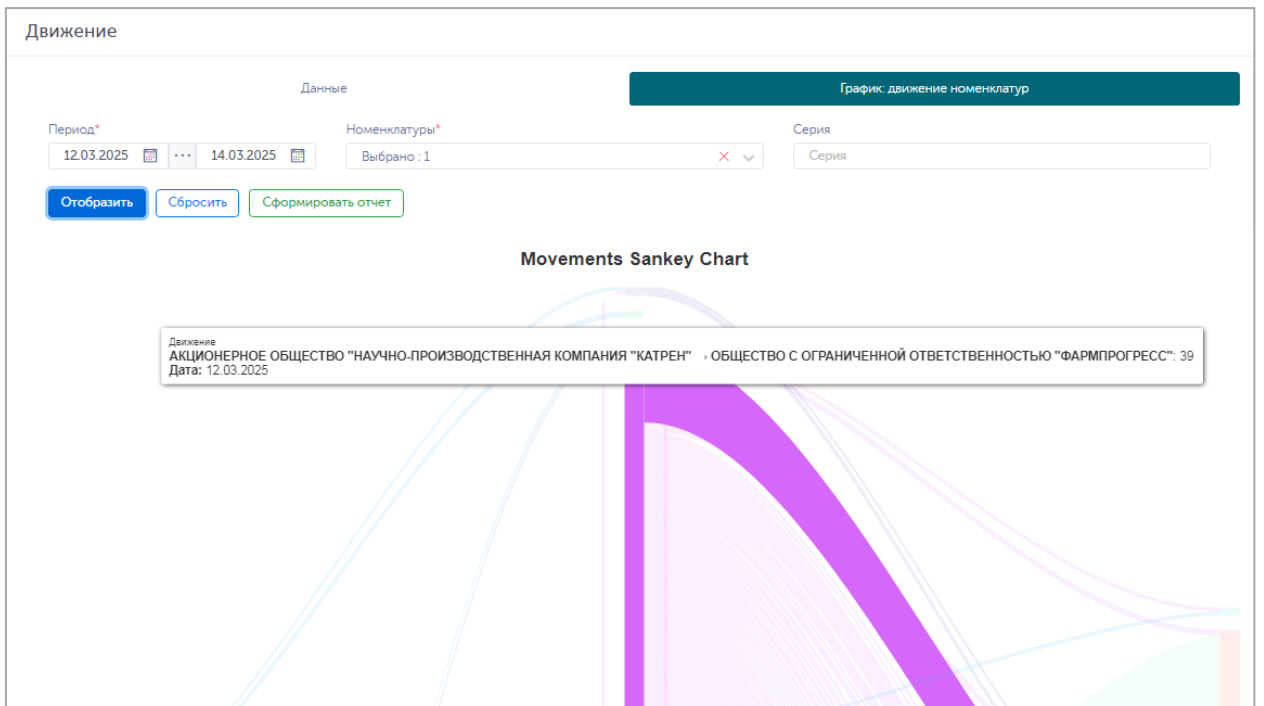 Движение
Данные
График: движение номенклатур
Период*
Номенклатуры*
Серия
12.03.2025 ··· 14.03.2025
Выбрано : 1
Серия
Отобразить
Сбросить
Сформировать отчет
Movements Sankey Chart
Движение
АКЦИОНЕРНОЕ ОБЩЕСТВО "НАУЧНО-ПРОИЗВОДСТВЕННАЯ КОМПАНИЯ "КАТРЕН" › ОБЩЕСТВО С ОГРАНИЧЕННОЙ ОТВЕТСТВЕННОСТЬЮ "ФАРМПРОГРЕСС": 39
Дата: 12.03.2025